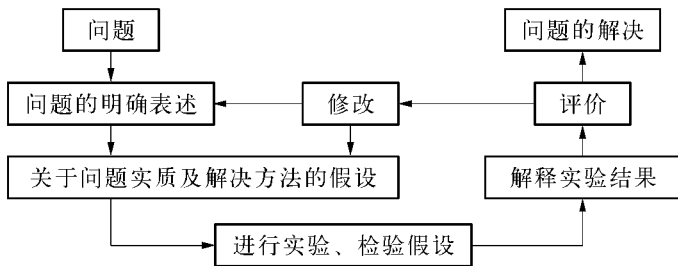 问题
问题的解决
问题的明确表述
修改
评价
关于问题实质及解决方法的假设
解释实验结果
进行实验、检验假设